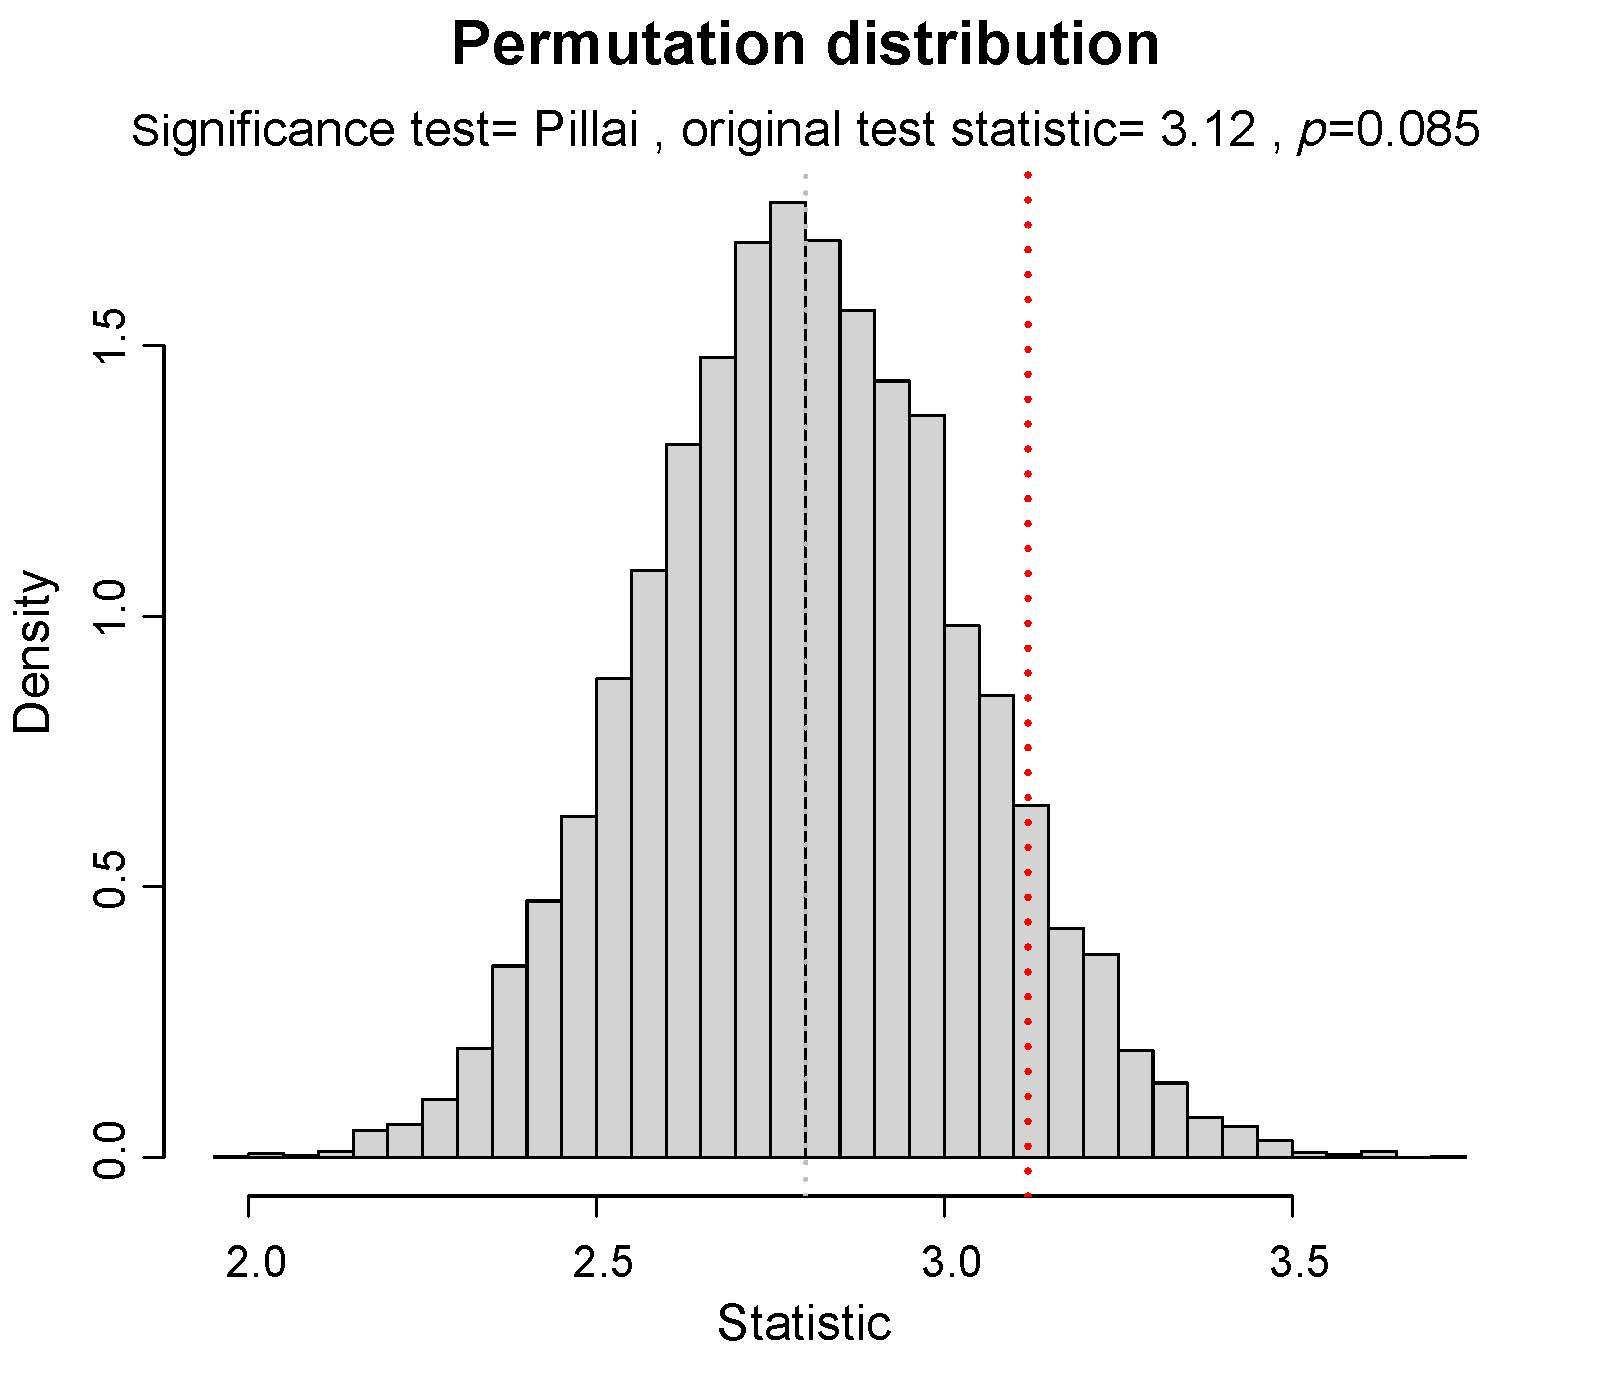 Permutation distribution
Significance test= Pillai , original test statistic= 3.12 , p=0.085
Density
1.5
1.0
0.5
0.0
2.0 2.5 3.0 3.5
Statistic